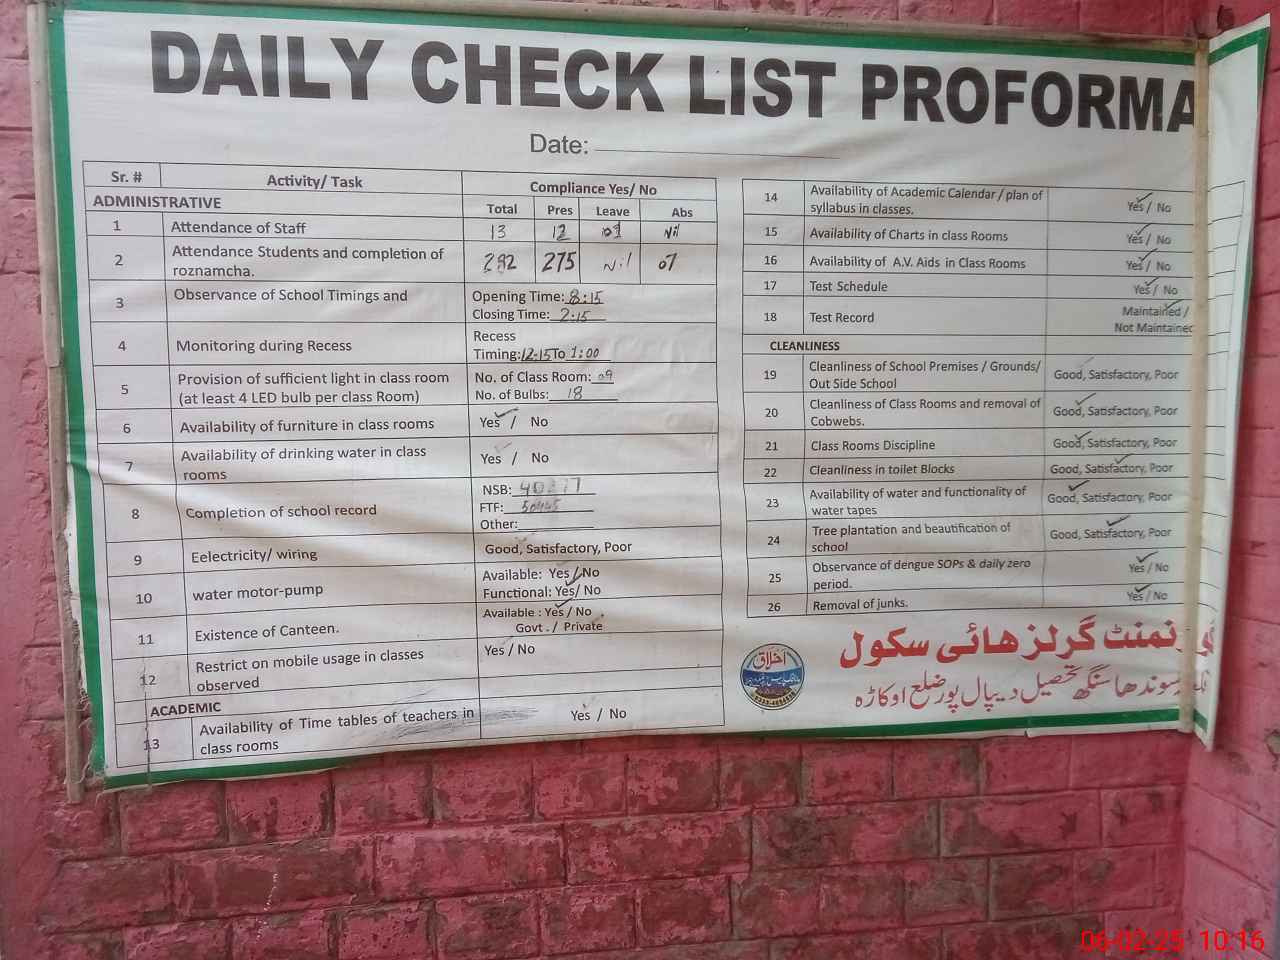 DAILY CHECK LIST PROFORMA
Date:
Sr. # Activity/ Task Compliance Yes/ No
ADMINISTRATIVE Total Pres Leave Abs
1 Attendance of Staff 13 12 01 Nil
2 Attendance Students and completion of roznamcha. 282 275 Nil 07
3 Observance of School Timings and Opening Time: 8:15
Closing Time: 2:15
4 Monitoring during Recess Recess
Timing: 12-15 To 1:00
5 Provision of sufficient light in class room No. of Class Room: 09
(at least 4 LED bulb per class Room) No. of Bulbs: 18
6 Availability of furniture in class rooms Yes / No
7 Availability of drinking water in class rooms Yes / No
8 Completion of school record NSB:
FTF:
Other:
9 Eelectricity/ wiring Good, Satisfactory, Poor
10 water motor-pump Available: Yes / No
Functional: Yes/ No
11 Existence of Canteen. Available : Yes / No
Govt. / Private
12 Restrict on mobile usage in classes observed Yes / No
ACADEMIC
13 Availability of Time tables of teachers in class rooms Yes / No
14 Availability of Academic Calendar / plan of syllabus in classes. Yes / No
15 Availability of Charts in class Rooms Yes / No
16 Availability of A.V. Aids in Class Rooms Yes / No
17 Test Schedule Yes / No
18 Test Record Maintained /
Not Maintained
CLEANLINESS
19 Cleanliness of School Premises / Grounds/ Out Side School Good, Satisfactory, Poor
20 Cleanliness of Class Rooms and removal of Cobwebs. Good, Satisfactory, Poor
21 Class Rooms Discipline Good, Satisfactory, Poor
22 Cleanliness in toilet Blocks Good, Satisfactory, Poor
23 Availability of water and functionality of water tapes Good, Satisfactory, Poor
24 Tree plantation and beautification of school Good, Satisfactory, Poor
25 Observance of dengue SOPs & daily zero period. Yes / No
26 Removal of junks. Yes / No
گورنمنٹ گرلز ہائی سکول
سوندھا سنگھ تحصیل دیپال پور ضلع اوکاڑہ
اخلاق
06-02-25 10:16